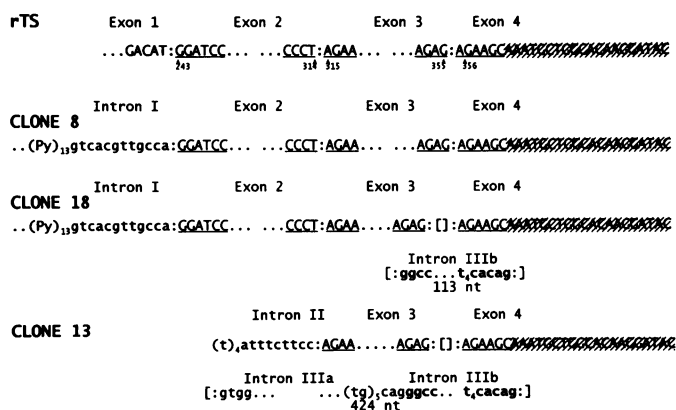 rTS Exon 1 Exon 2 Exon 3 Exon 4
...GACAT:GGATCC... ...CCCT:AGAA... ...AGAG:AGAAGC
243 314 315 355 356
Intron I Exon 2 Exon 3 Exon 4
CLONE 8
..(Py)₁₃gtcacgttgcca:GGATCC... ...CCCT:AGAA... ...AGAG:AGAAGC
Intron I Exon 2 Exon 3 Exon 4
CLONE 18
..(Py)₁₃gtcacgttgcca:GGATCC... ...CCCT:AGAA....AGAG:[]:AGAAGC
Intron IIIb
[:ggcc...t₄cacag:]
113 nt
Intron II Exon 3 Exon 4
CLONE 13
(t)₄atttcttcc:AGAA.....AGAG:[]:AGAAGC
Intron IIIa Intron IIIb
[:gtgg... ...(tg)₅cagggcc.. t₄cacag:]
424 nt